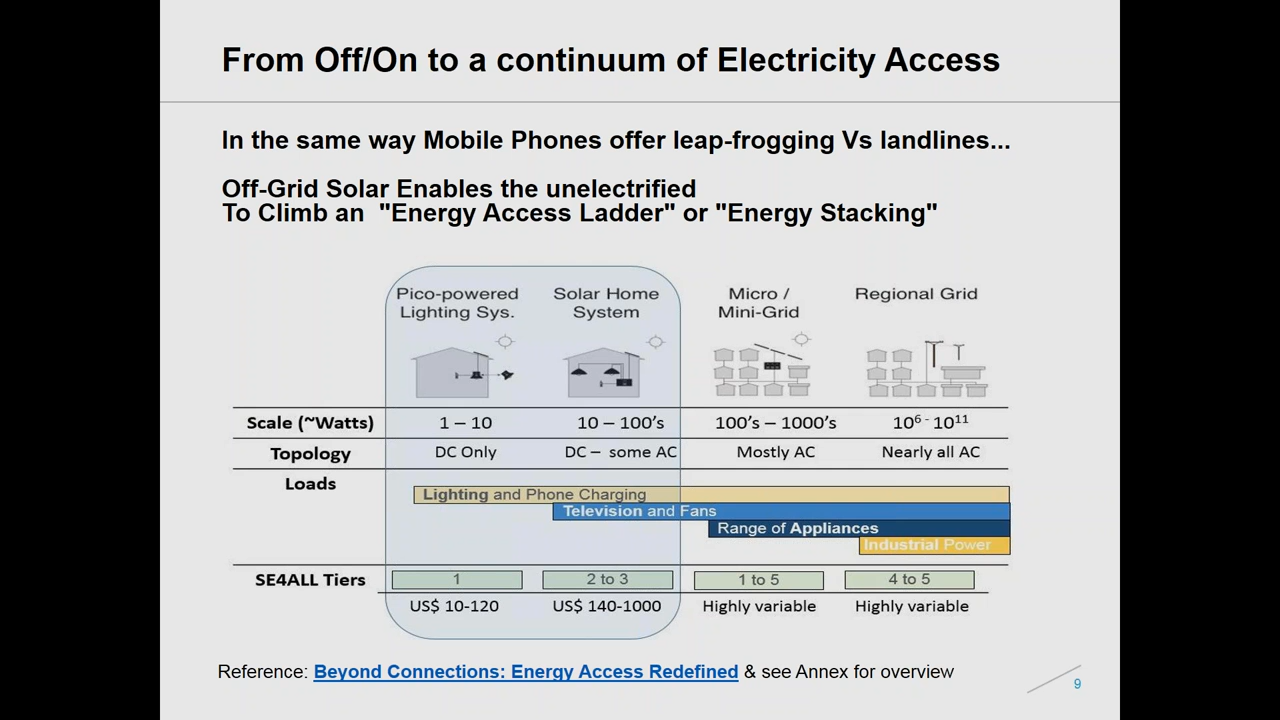 From Off/On to a continuum of Electricity Access
In the same way Mobile Phones offer leap-frogging Vs landlines...
Off-Grid Solar Enables the unelectrified
To Climb an "Energy Access Ladder" or "Energy Stacking"
Pico-powered
Lighting Sys.
Solar Home
System
Micro /
Mini-Grid
Regional Grid
Scale (~Watts) 1 – 10 10 – 100's 100's – 1000's 10⁶ - 10¹¹
Topology DC Only DC – some AC Mostly AC Nearly all AC
Loads
Lighting and Phone Charging
Television and Fans
Range of Appliances
Industrial Power
SE4ALL Tiers 1 2 to 3 1 to 5 4 to 5
US$ 10-120 US$ 140-1000 Highly variable Highly variable
Reference: Beyond Connections: Energy Access Redefined & see Annex for overview
9